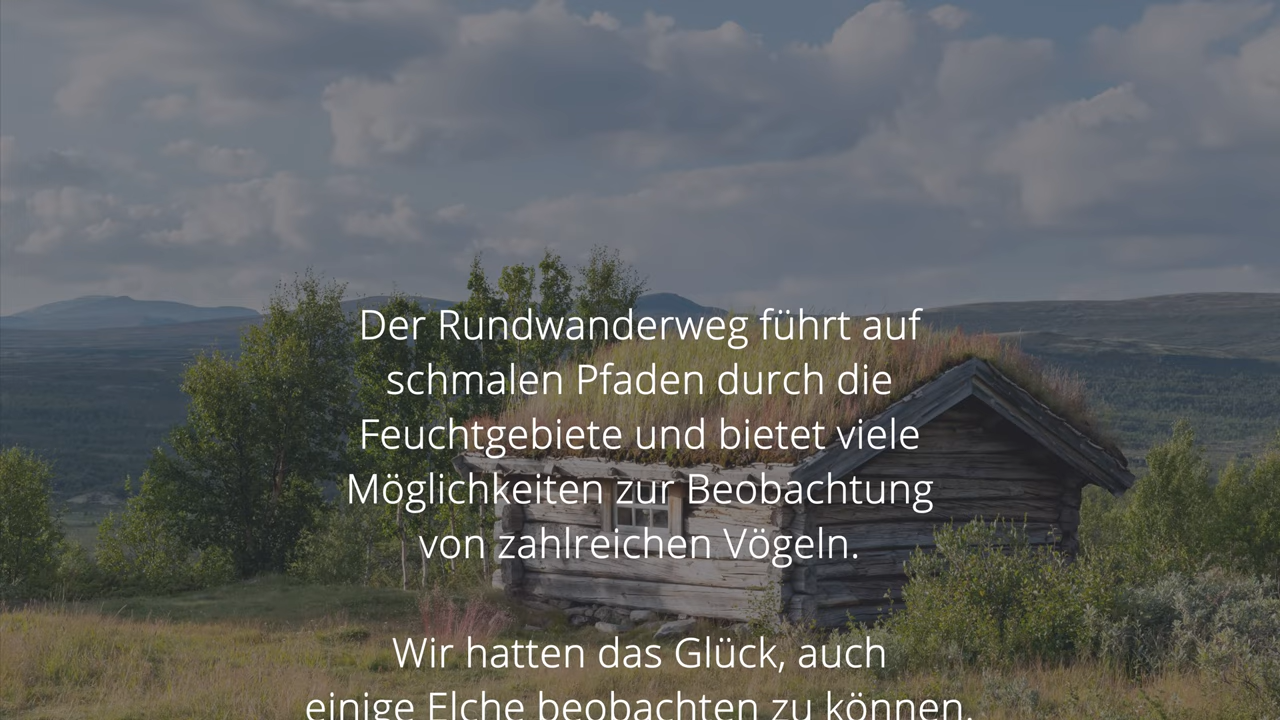 Der Rundwanderweg führt auf
schmalen Pfaden durch die
Feuchtgebiete und bietet viele
Möglichkeiten zur Beobachtung
von zahlreichen Vögeln.
Wir hatten das Glück, auch
einige Elche beobachten zu können.